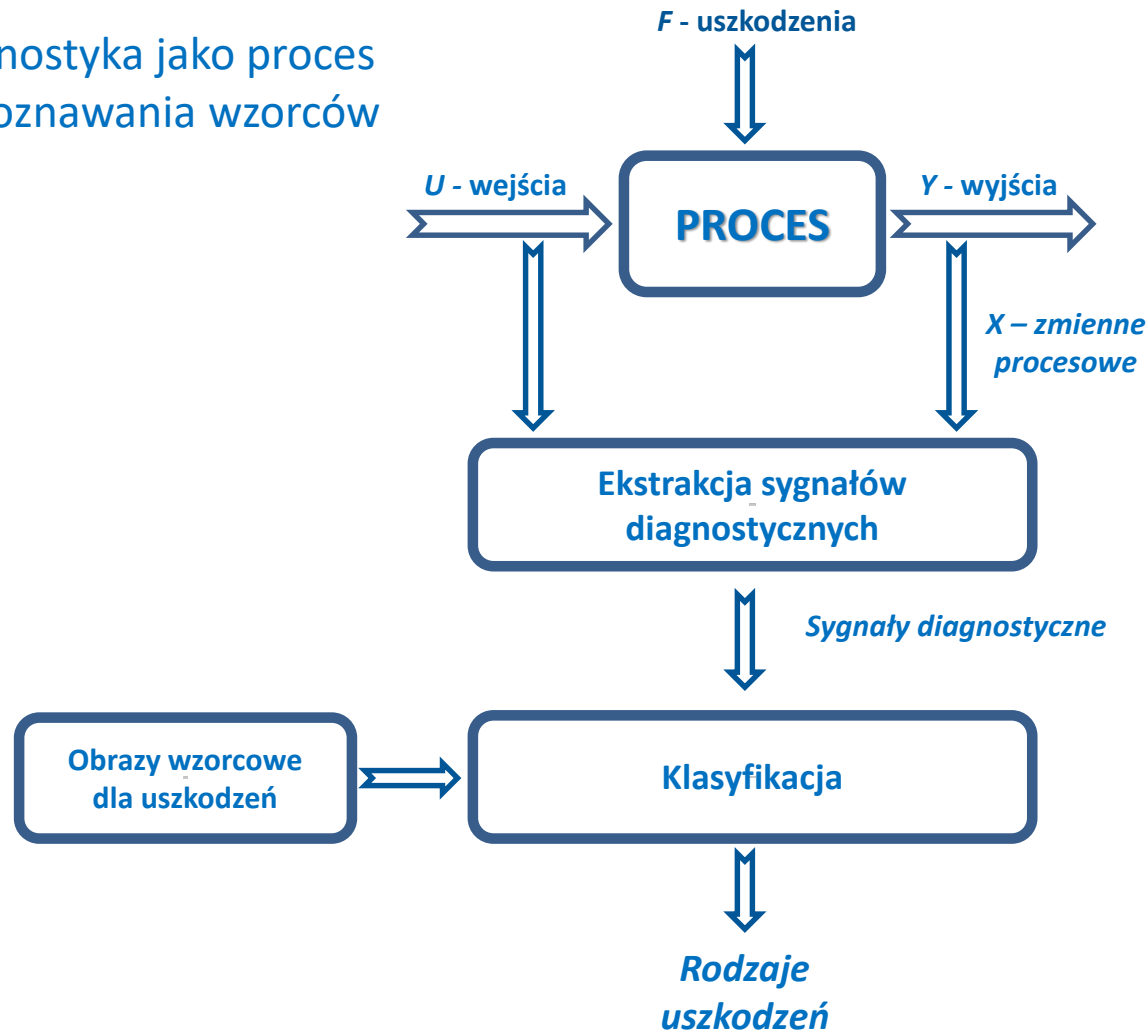 F - uszkodzenia
nostyka jako proces
oznawania wzorców
U - wejścia
PROCES
Y - wyjścia
X – zmienne
procesowe
Ekstrakcja sygnałów
diagnostycznych
Sygnały diagnostyczne
Obrazy wzorcowe
dla uszkodzeń
Klasyfikacja
Rodzaje
uszkodzeń